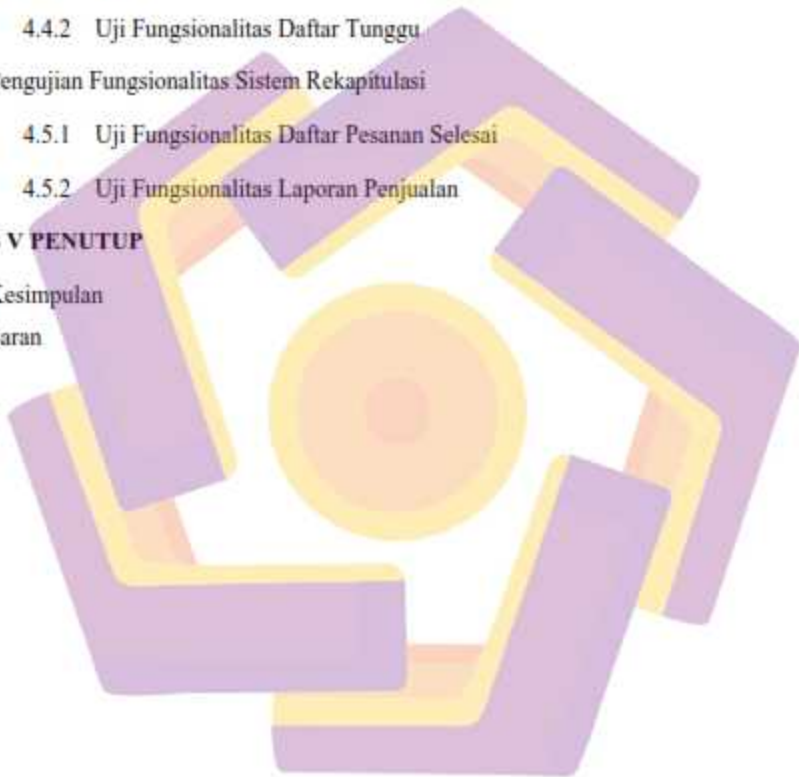 4.4.2 Uji Fungsionalitas Daftar Tunggu
engujian Fungsionalitas Sistem Rekapitulasi
4.5.1 Uji Fungsionalitas Daftar Pesanan Selesai
4.5.2 Uji Fungsionalitas Laporan Penjualan
V PENUTUP
Kesimpulan
aran